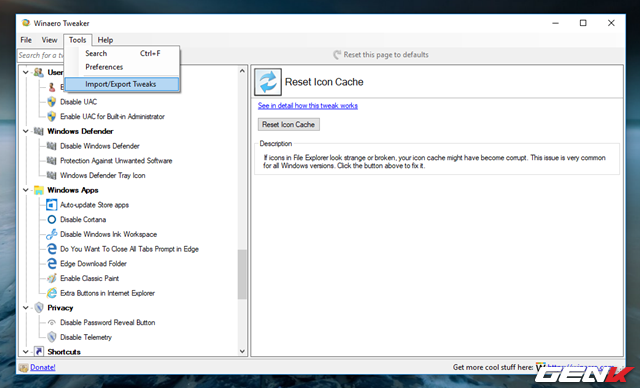 Winaero Tweaker
File View Tools Help
Search for a tw
Reset this page to defaults
Search Ctrl+F
Preferences
Import/Export Tweaks
User
Disable UAC
Enable UAC for Built-in Administrator
Windows Defender
Disable Windows Defender
Protection Against Unwanted Software
Windows Defender Tray Icon
Windows Apps
Auto-update Store apps
Disable Cortana
Disable Windows Ink Workspace
Do You Want To Close All Tabs Prompt in Edge
Edge Download Folder
Enable Classic Paint
Extra Buttons in Internet Explorer
Privacy
Disable Password Reveal Button
Disable Telemetry
Shortcuts
Reset Icon Cache
See in detail how this tweak works
Reset Icon Cache
Description
If icons in File Explorer look strange or broken, your icon cache might have become corrupt. This issue is very common
for all Windows versions. Click the button above to fix it.
Donate!
Get more cool stuff here:
GENK